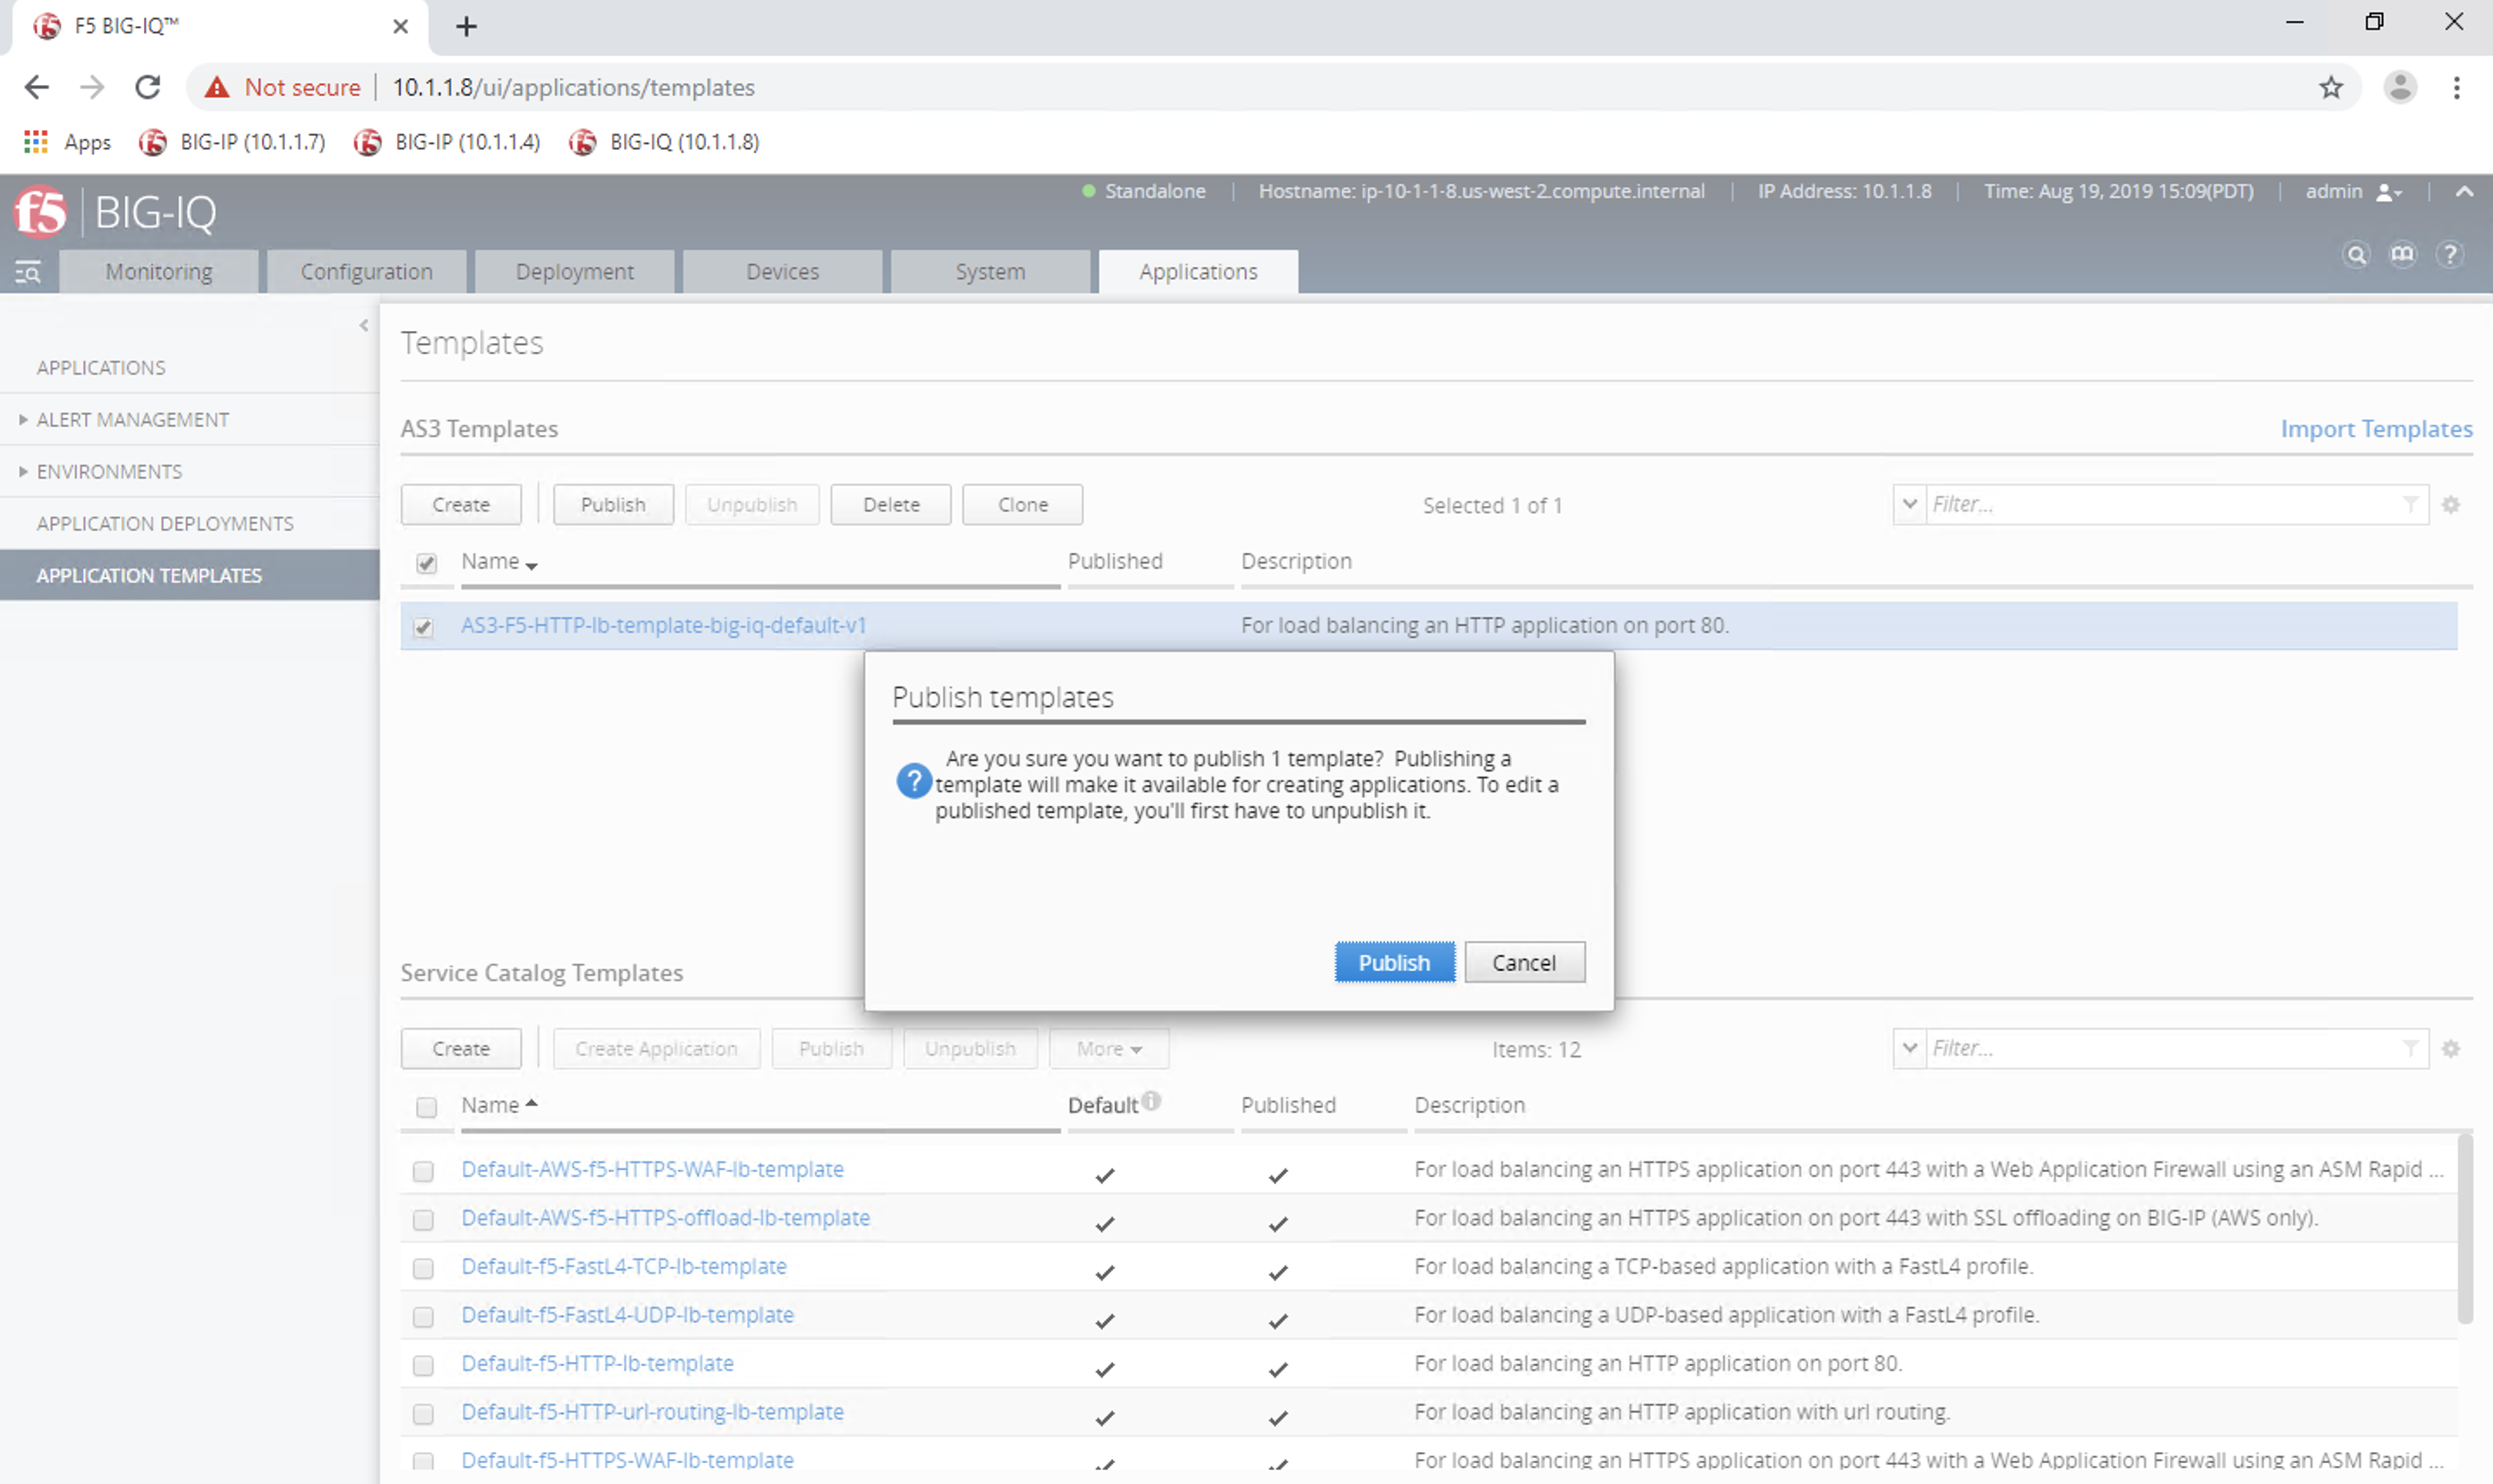 F5 BIG-IQ™
Not secure | 10.1.1.8/ui/applications/templates
Apps BIG-IP (10.1.1.7) BIG-IP (10.1.1.4) BIG-IQ (10.1.1.8)
Standalone | Hostname: ip-10-1-1-8.us-west-2.compute.internal | IP Address: 10.1.1.8 | Time: Aug 19, 2019 15:09(PDT) | admin
f5 BIG-IQ
Monitoring Configuration Deployment Devices System Applications
APPLICATIONS
ALERT MANAGEMENT
ENVIRONMENTS
APPLICATION DEPLOYMENTS
APPLICATION TEMPLATES
Templates
AS3 Templates Import Templates
Create Publish Unpublish Delete Clone Selected 1 of 1 Filter...
Name Published Description
AS3-F5-HTTP-lb-template-big-iq-default-v1 For load balancing an HTTP application on port 80.
Publish templates
Are you sure you want to publish 1 template? Publishing a
template will make it available for creating applications. To edit a
published template, you'll first have to unpublish it.
Publish Cancel
Service Catalog Templates
Create Create Application Publish Unpublish More Items: 12 Filter...
Name Default Published Description
Default-AWS-f5-HTTPS-WAF-lb-template For load balancing an HTTPS application on port 443 with a Web Application Firewall using an ASM Rapid ...
Default-AWS-f5-HTTPS-offload-lb-template For load balancing an HTTPS application on port 443 with SSL offloading on BIG-IP (AWS only).
Default-f5-FastL4-TCP-lb-template For load balancing a TCP-based application with a FastL4 profile.
Default-f5-FastL4-UDP-lb-template For load balancing a UDP-based application with a FastL4 profile.
Default-f5-HTTP-lb-template For load balancing an HTTP application on port 80.
Default-f5-HTTP-url-routing-lb-template For load balancing an HTTP application with url routing.
Default-f5-HTTPS-WAF-lb-template For load balancing an HTTPS application on port 443 with a Web Application Firewall using an ASM Rapid ...